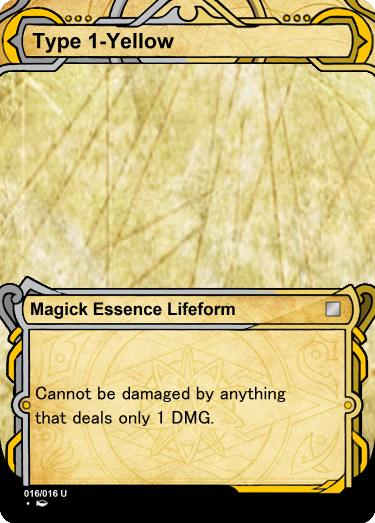 Type 1-Yellow
Magick Essence Lifeform
Cannot be damaged by anything
that deals only 1 DMG.
016/016 U